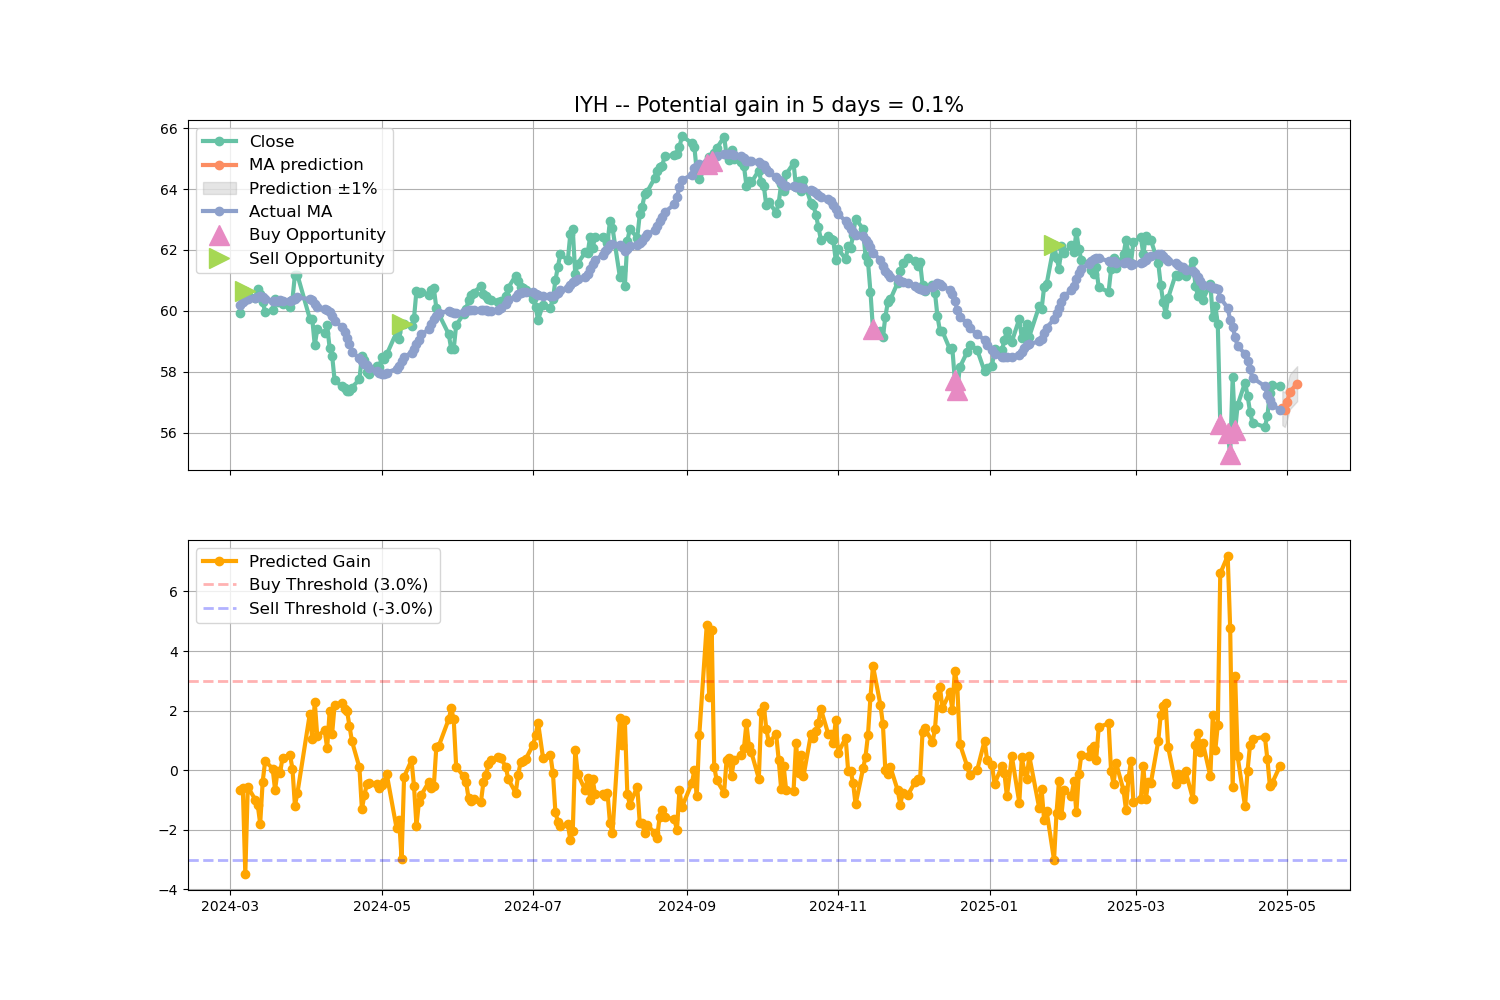 IYH -- Potential gain in 5 days = 0.1%
66
64
62
60
58
56
Close
MA prediction
Prediction ±1%
Actual MA
Buy Opportunity
Sell Opportunity
6
4
2
0
−2
−4
Predicted Gain
Buy Threshold (3.0%)
Sell Threshold (-3.0%)
2024-03
2024-05
2024-07
2024-09
2024-11
2025-01
2025-03
2025-05